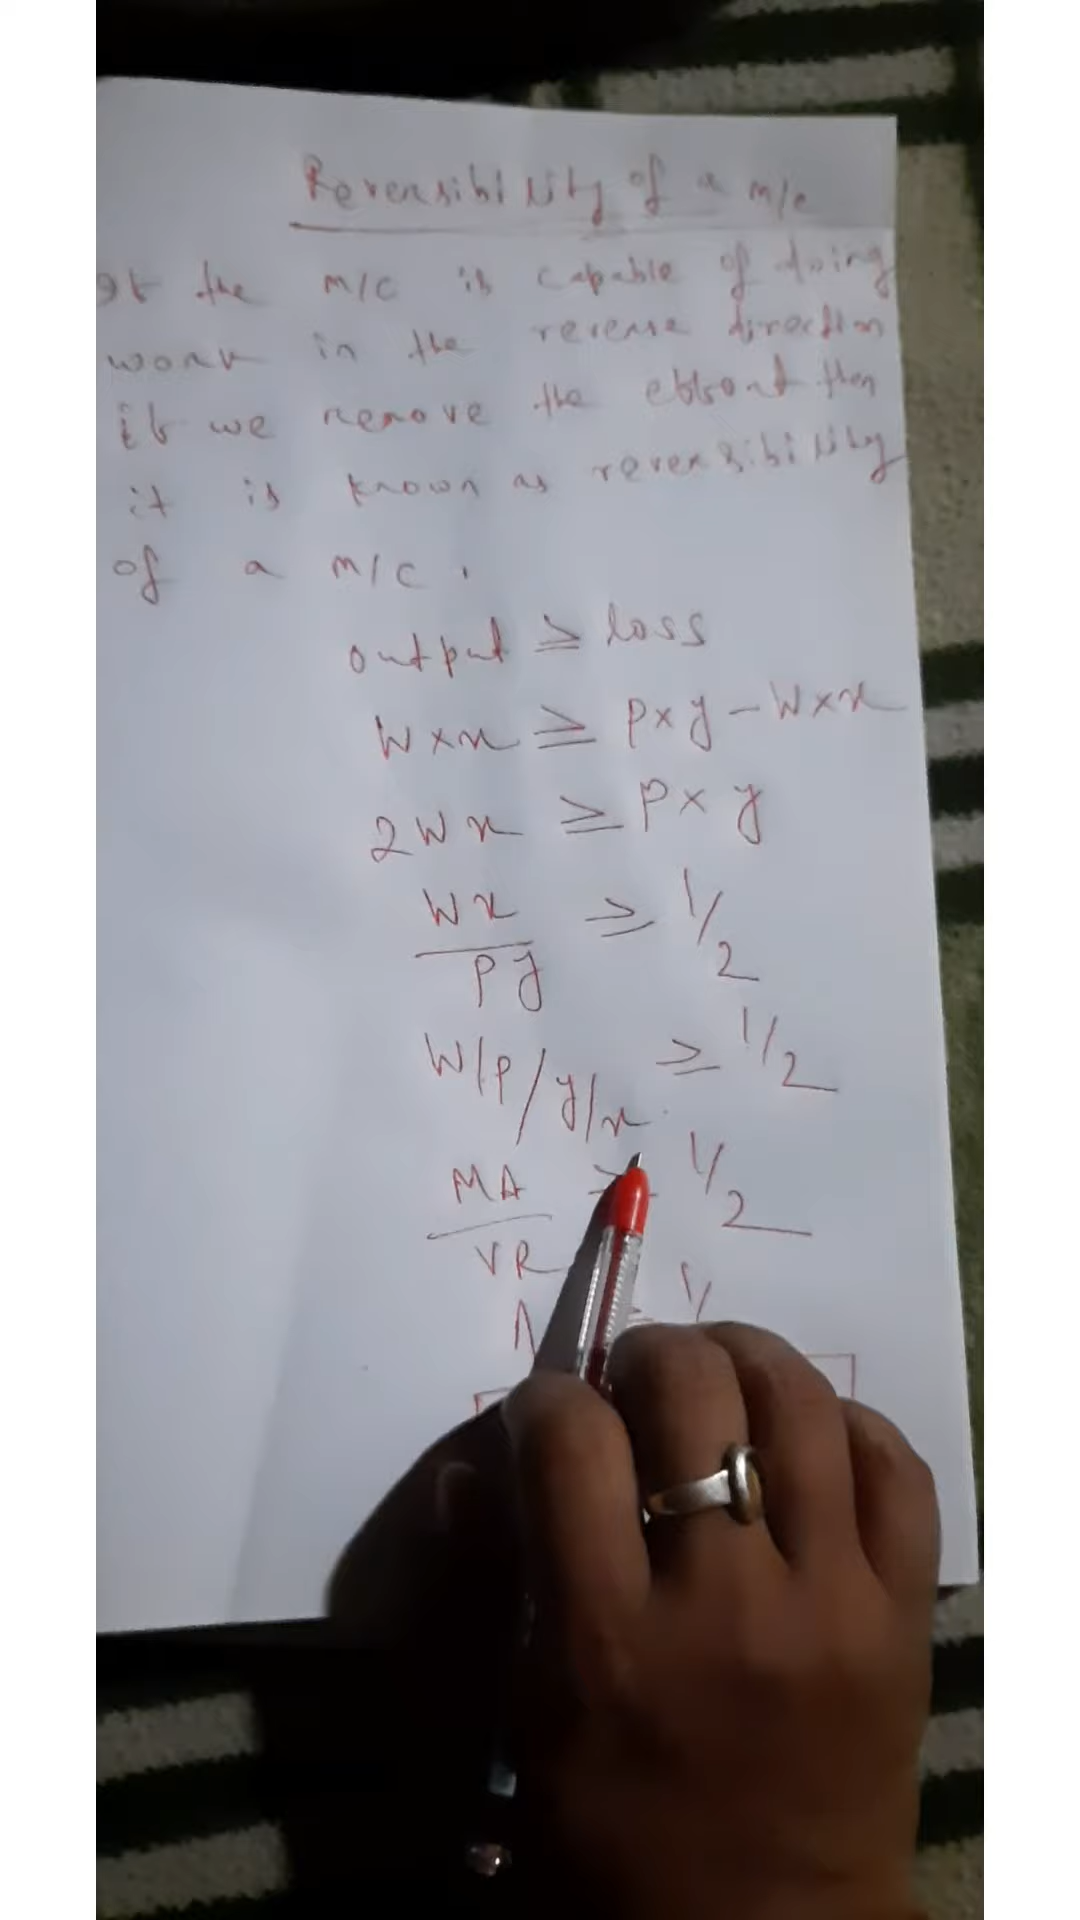 Reversibility of a m/c
If the m/c is capable of doing
work in the reverse direction
if we remove the effort then
it is known as reversibility
of a m/c.
output ≥ loss
W×x ≥ P×y - W×x
2Wx ≥ P× y
Wx/Py ≥ 1/2
W/P/y/x ≥ 1/2
MA/VR ≥ 1/2